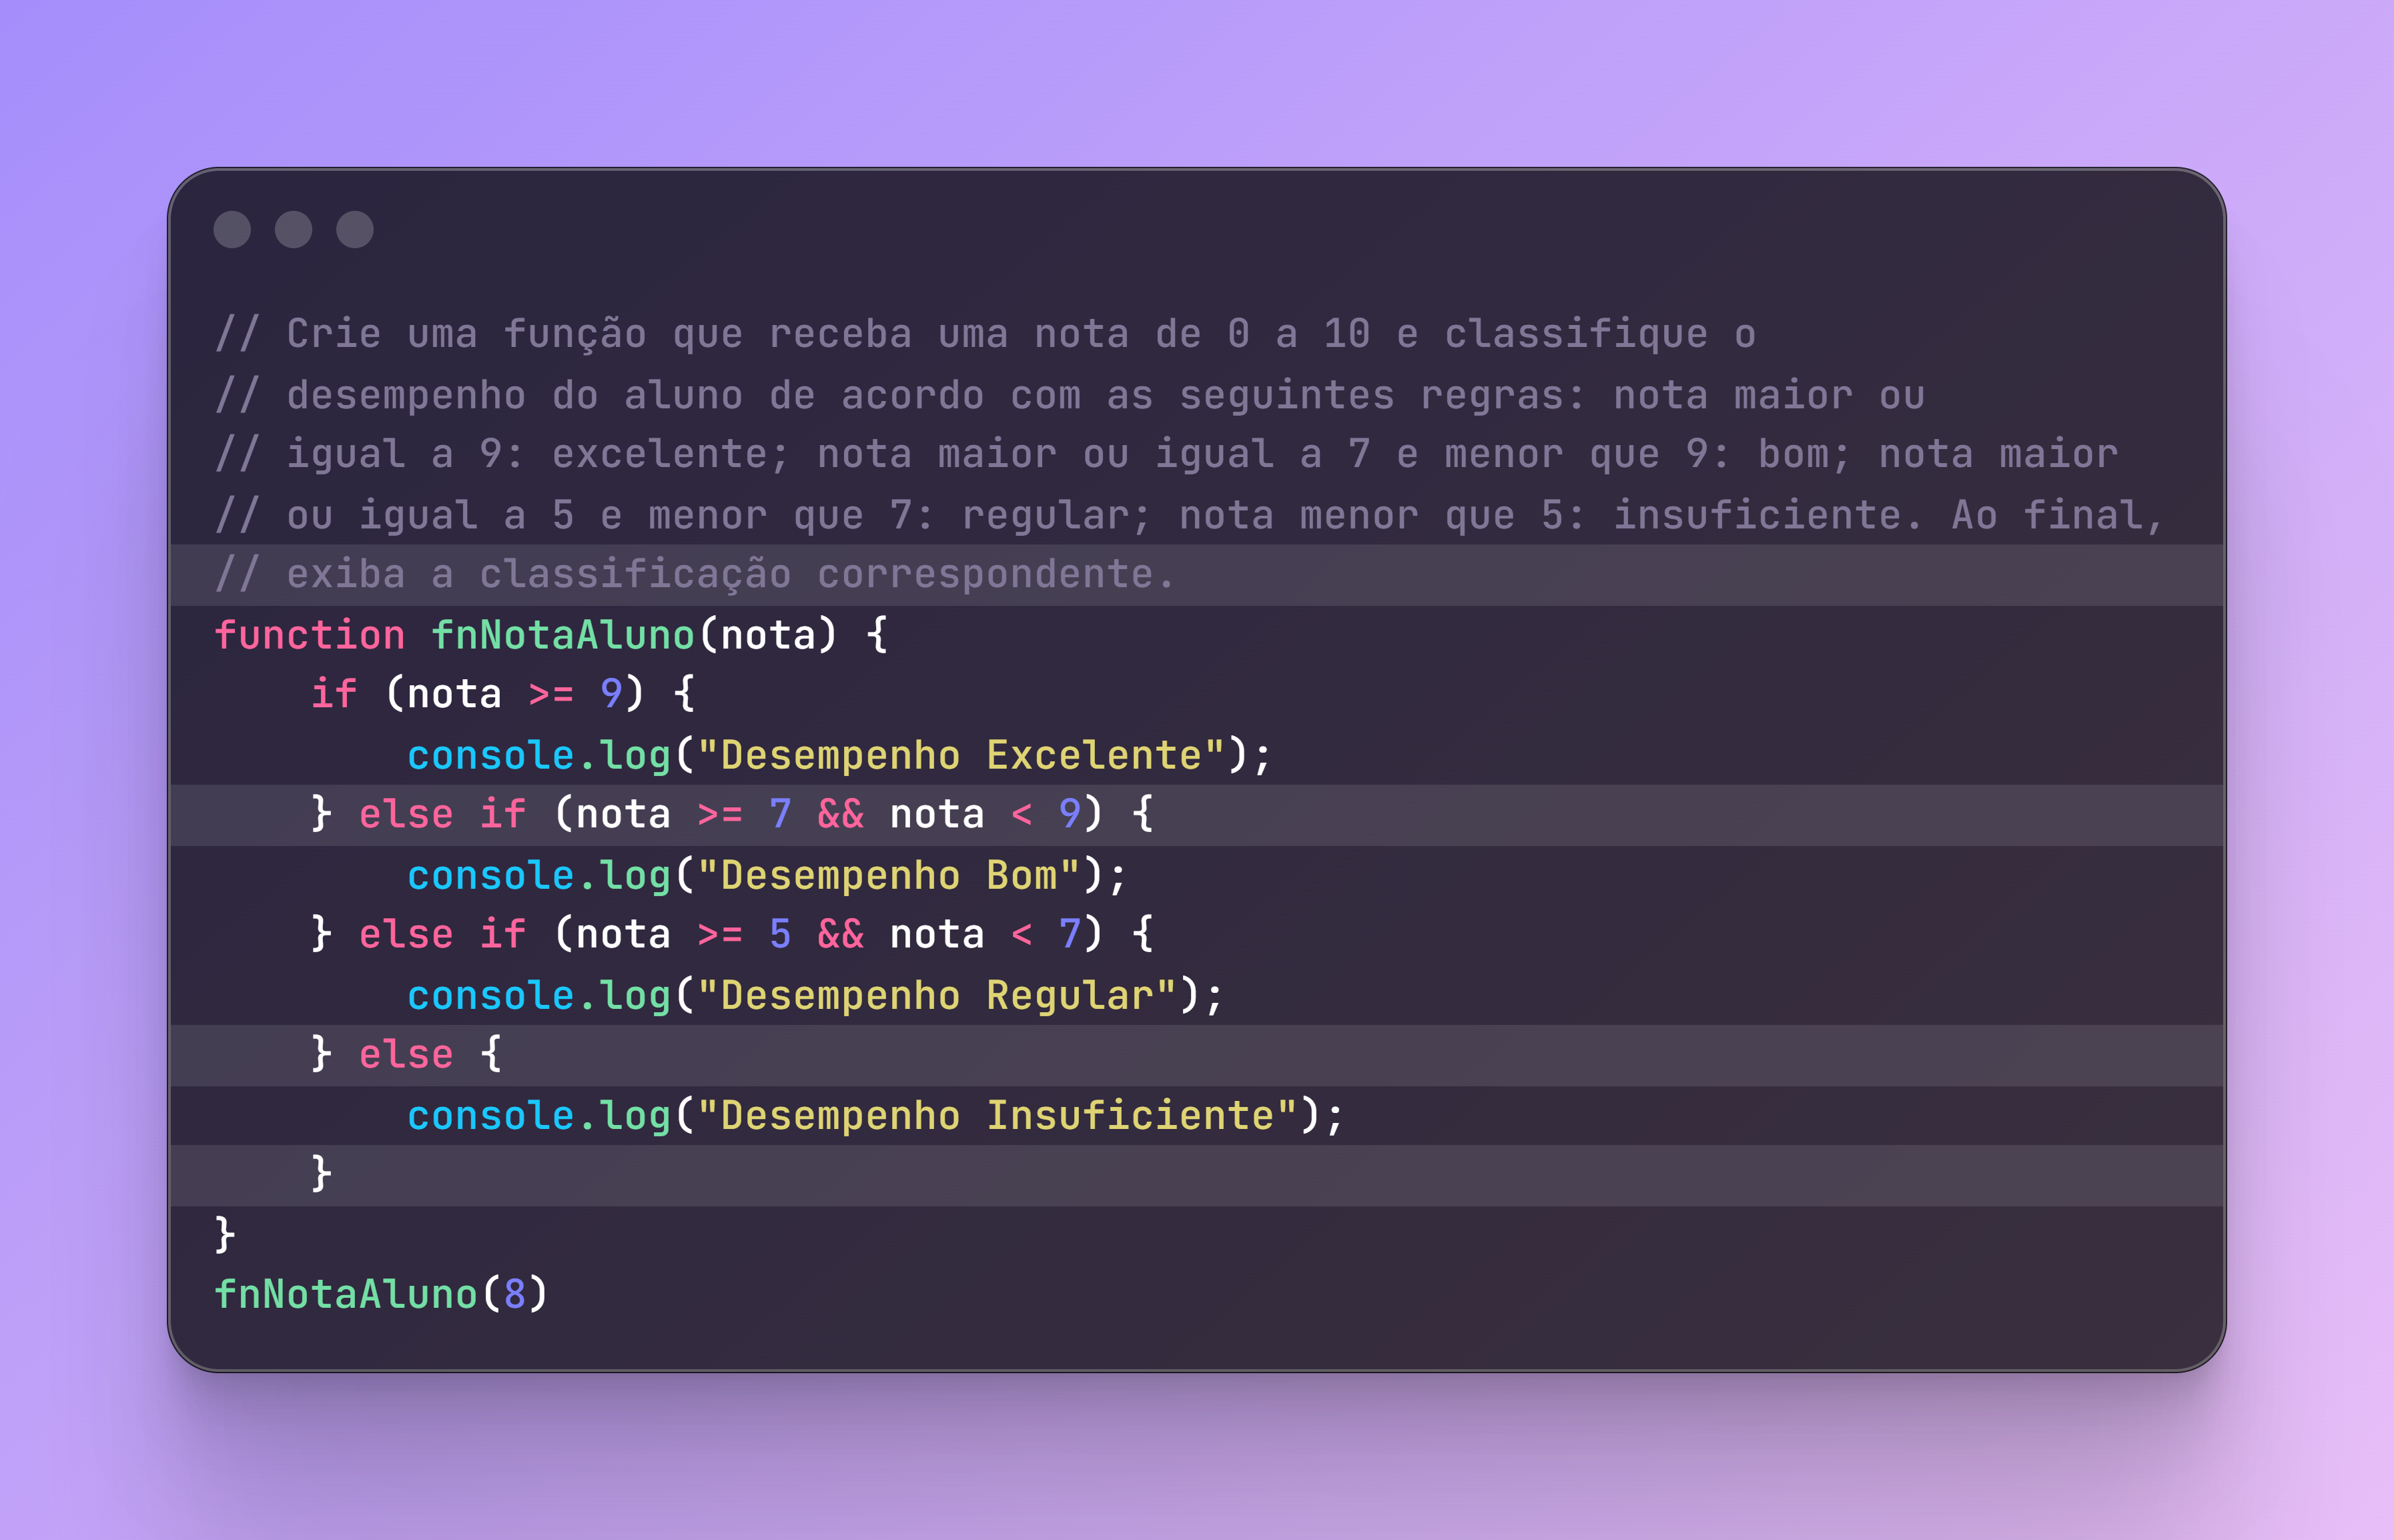 // Crie uma função que receba uma nota de 0 a 10 e classifique o
// desempenho do aluno de acordo com as seguintes regras: nota maior ou
// igual a 9: excelente; nota maior ou igual a 7 e menor que 9: bom; nota maior
// ou igual a 5 e menor que 7: regular; nota menor que 5: insuficiente. Ao final,
// exiba a classificação correspondente.
function fnNotaAluno(nota) {
    if (nota >= 9) {
        console.log("Desempenho Excelente");
    } else if (nota >= 7 && nota < 9) {
        console.log("Desempenho Bom");
    } else if (nota >= 5 && nota < 7) {
        console.log("Desempenho Regular");
    } else {
        console.log("Desempenho Insuficiente");
    }
}
fnNotaAluno(8)